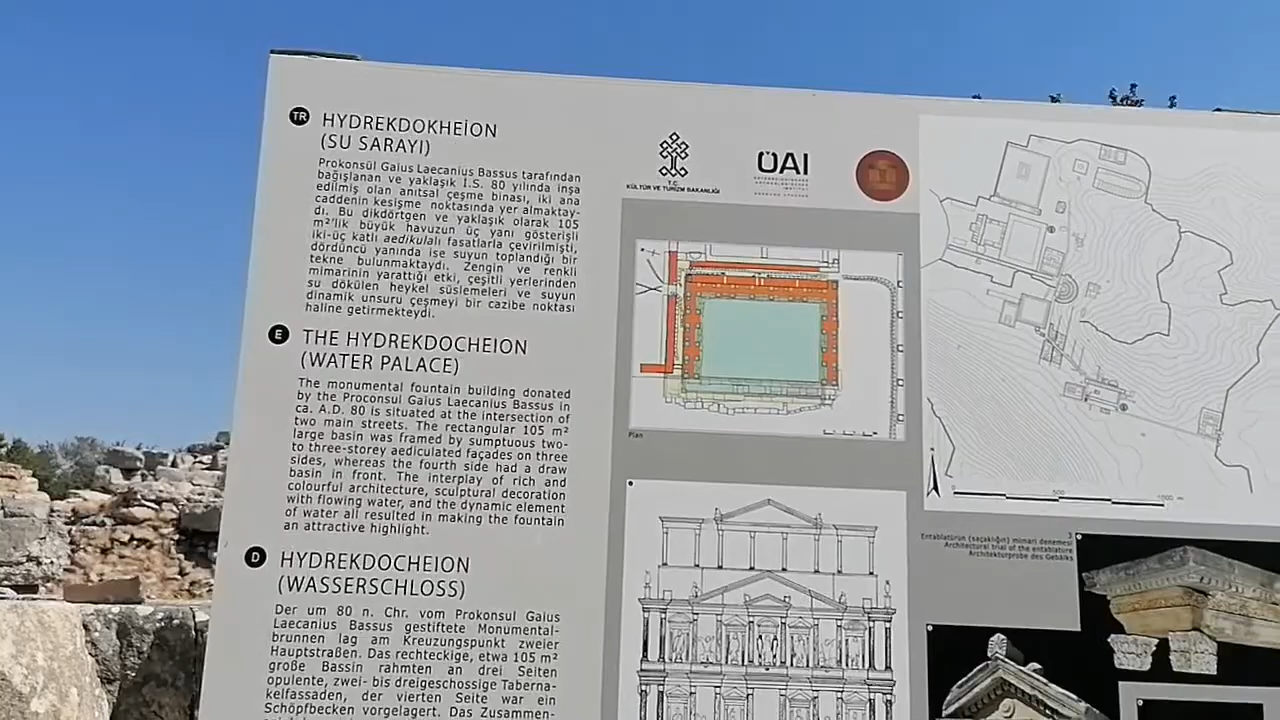 TR
HYDREKDOKHEİON
(SU SARAYI)
Prokonsül Gaius Laecanius Bassus tarafından
bağışlanan ve yaklaşık İ.S. 80 yılında inşa
edilmiş olan anıtsal çeşme binası, iki ana
caddenin kesişme noktasında yer almaktay-
dı. Bu dikdörtgen ve yaklaşık olarak 105
m²'lik büyük havuzun üç yanı gösterişli
iki-üç katlı aedikulalı fasatlarla çevrilmişti,
dördüncü yanında ise suyun toplandığı bir
tekne bulunmaktaydı. Zengin ve renkli
mimarinin yarattığı etki, çeşitli yerlerinden
su dökülen heykel süslemeleri ve suyun
dinamik unsuru çeşmeyi bir cazibe noktası
haline getirmekteydi.
E
THE HYDREKDOCHEION
(WATER PALACE)
The monumental fountain building donated
by the Proconsul Gaius Laecanius Bassus in
ca. A.D. 80 is situated at the intersection of
two main streets. The rectangular 105 m²
large basin was framed by sumptuous two-
to three-storey aediculated façades on three
sides, whereas the fourth side had a draw
basin in front. The interplay of rich and
colourful architecture, sculptural decoration
with flowing water, and the dynamic element
of water all resulted in making the fountain
an attractive highlight.
D
HYDREKDOCHEION
(WASSERSCHLOSS)
Der um 80 n. Chr. vom Prokonsul Gaius
Laecanius Bassus gestiftete Monumental-
brunnen lag am Kreuzungspunkt zweier
Hauptstraßen. Das rechteckige, etwa 105 m²
große Bassin rahmten an drei Seiten
opulente, zwei- bis dreigeschossige Taberna-
kelfassaden, der vierten Seite war ein
Schöpfbecken vorgelagert. Das Zusammen-
T.C.
KÜLTÜR VE TURİZM BAKANLIĞI
ÖAI
Plan
0 500 1000 m
3
Entablatürün (saçaklığın) mimari denemesi
Architectural trial of the entablature
Architekturprobe des Gebälks